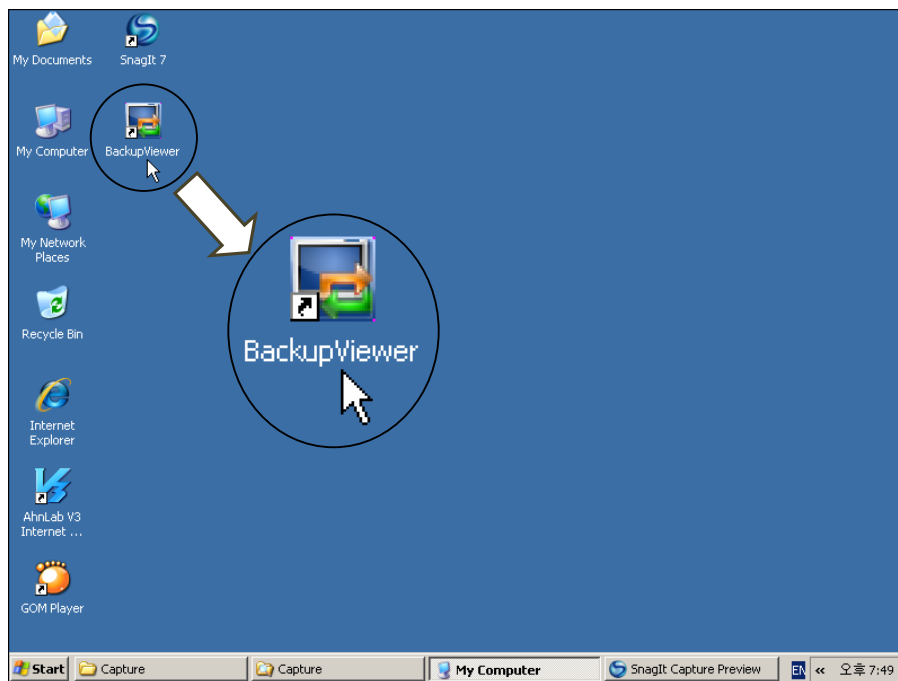 My Documents
SnagIt 7
My Computer
BackupViewer
My Network
Places
BackupViewer
Recycle Bin
Internet
Explorer
AhnLab V3
Internet ...
GOM Player
Start
Capture
Capture
My Computer
SnagIt Capture Preview
EN
«
오후 7:49